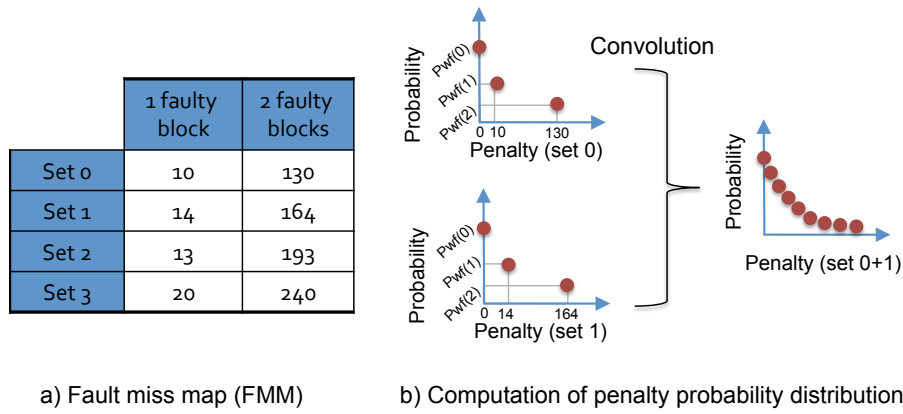 1 faulty block 2 faulty blocks
Set 0 10 130
Set 1 14 164
Set 2 13 193
Set 3 20 240
a) Fault miss map (FMM)
Probability
Pwf(0)
Pwf(1)
Pwf(2)
0 10 130
Penalty (set 0)
Probability
Pwf(0)
Pwf(1)
Pwf(2)
0 14 164
Penalty (set 1)
Convolution
Probability
Penalty (set 0+1)
b) Computation of penalty probability distribution